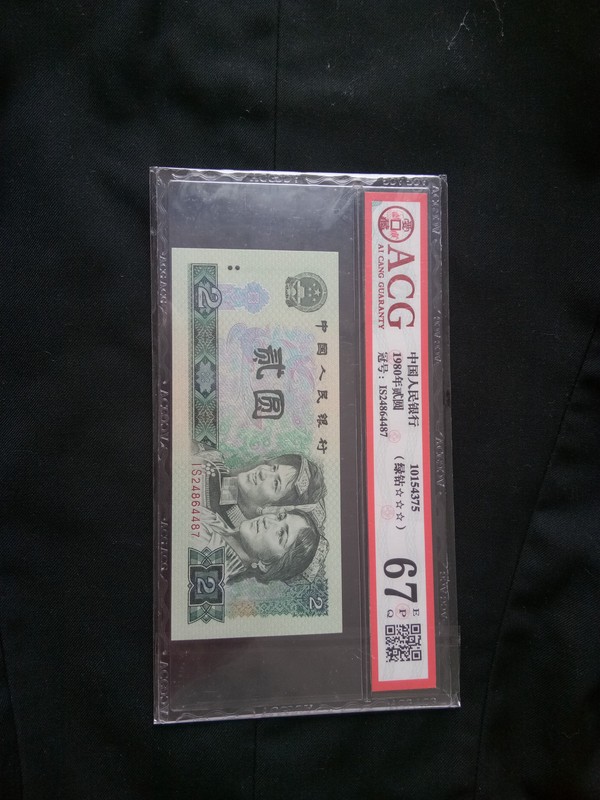 ACG
AI CANG GUARANTY
中国人民银行
1980年贰圆
冠号：IS24864487
10154375
（绿钻☆☆☆）
67
E
P
Q
中国人民银行
贰圆
2
IS24864487
2
2